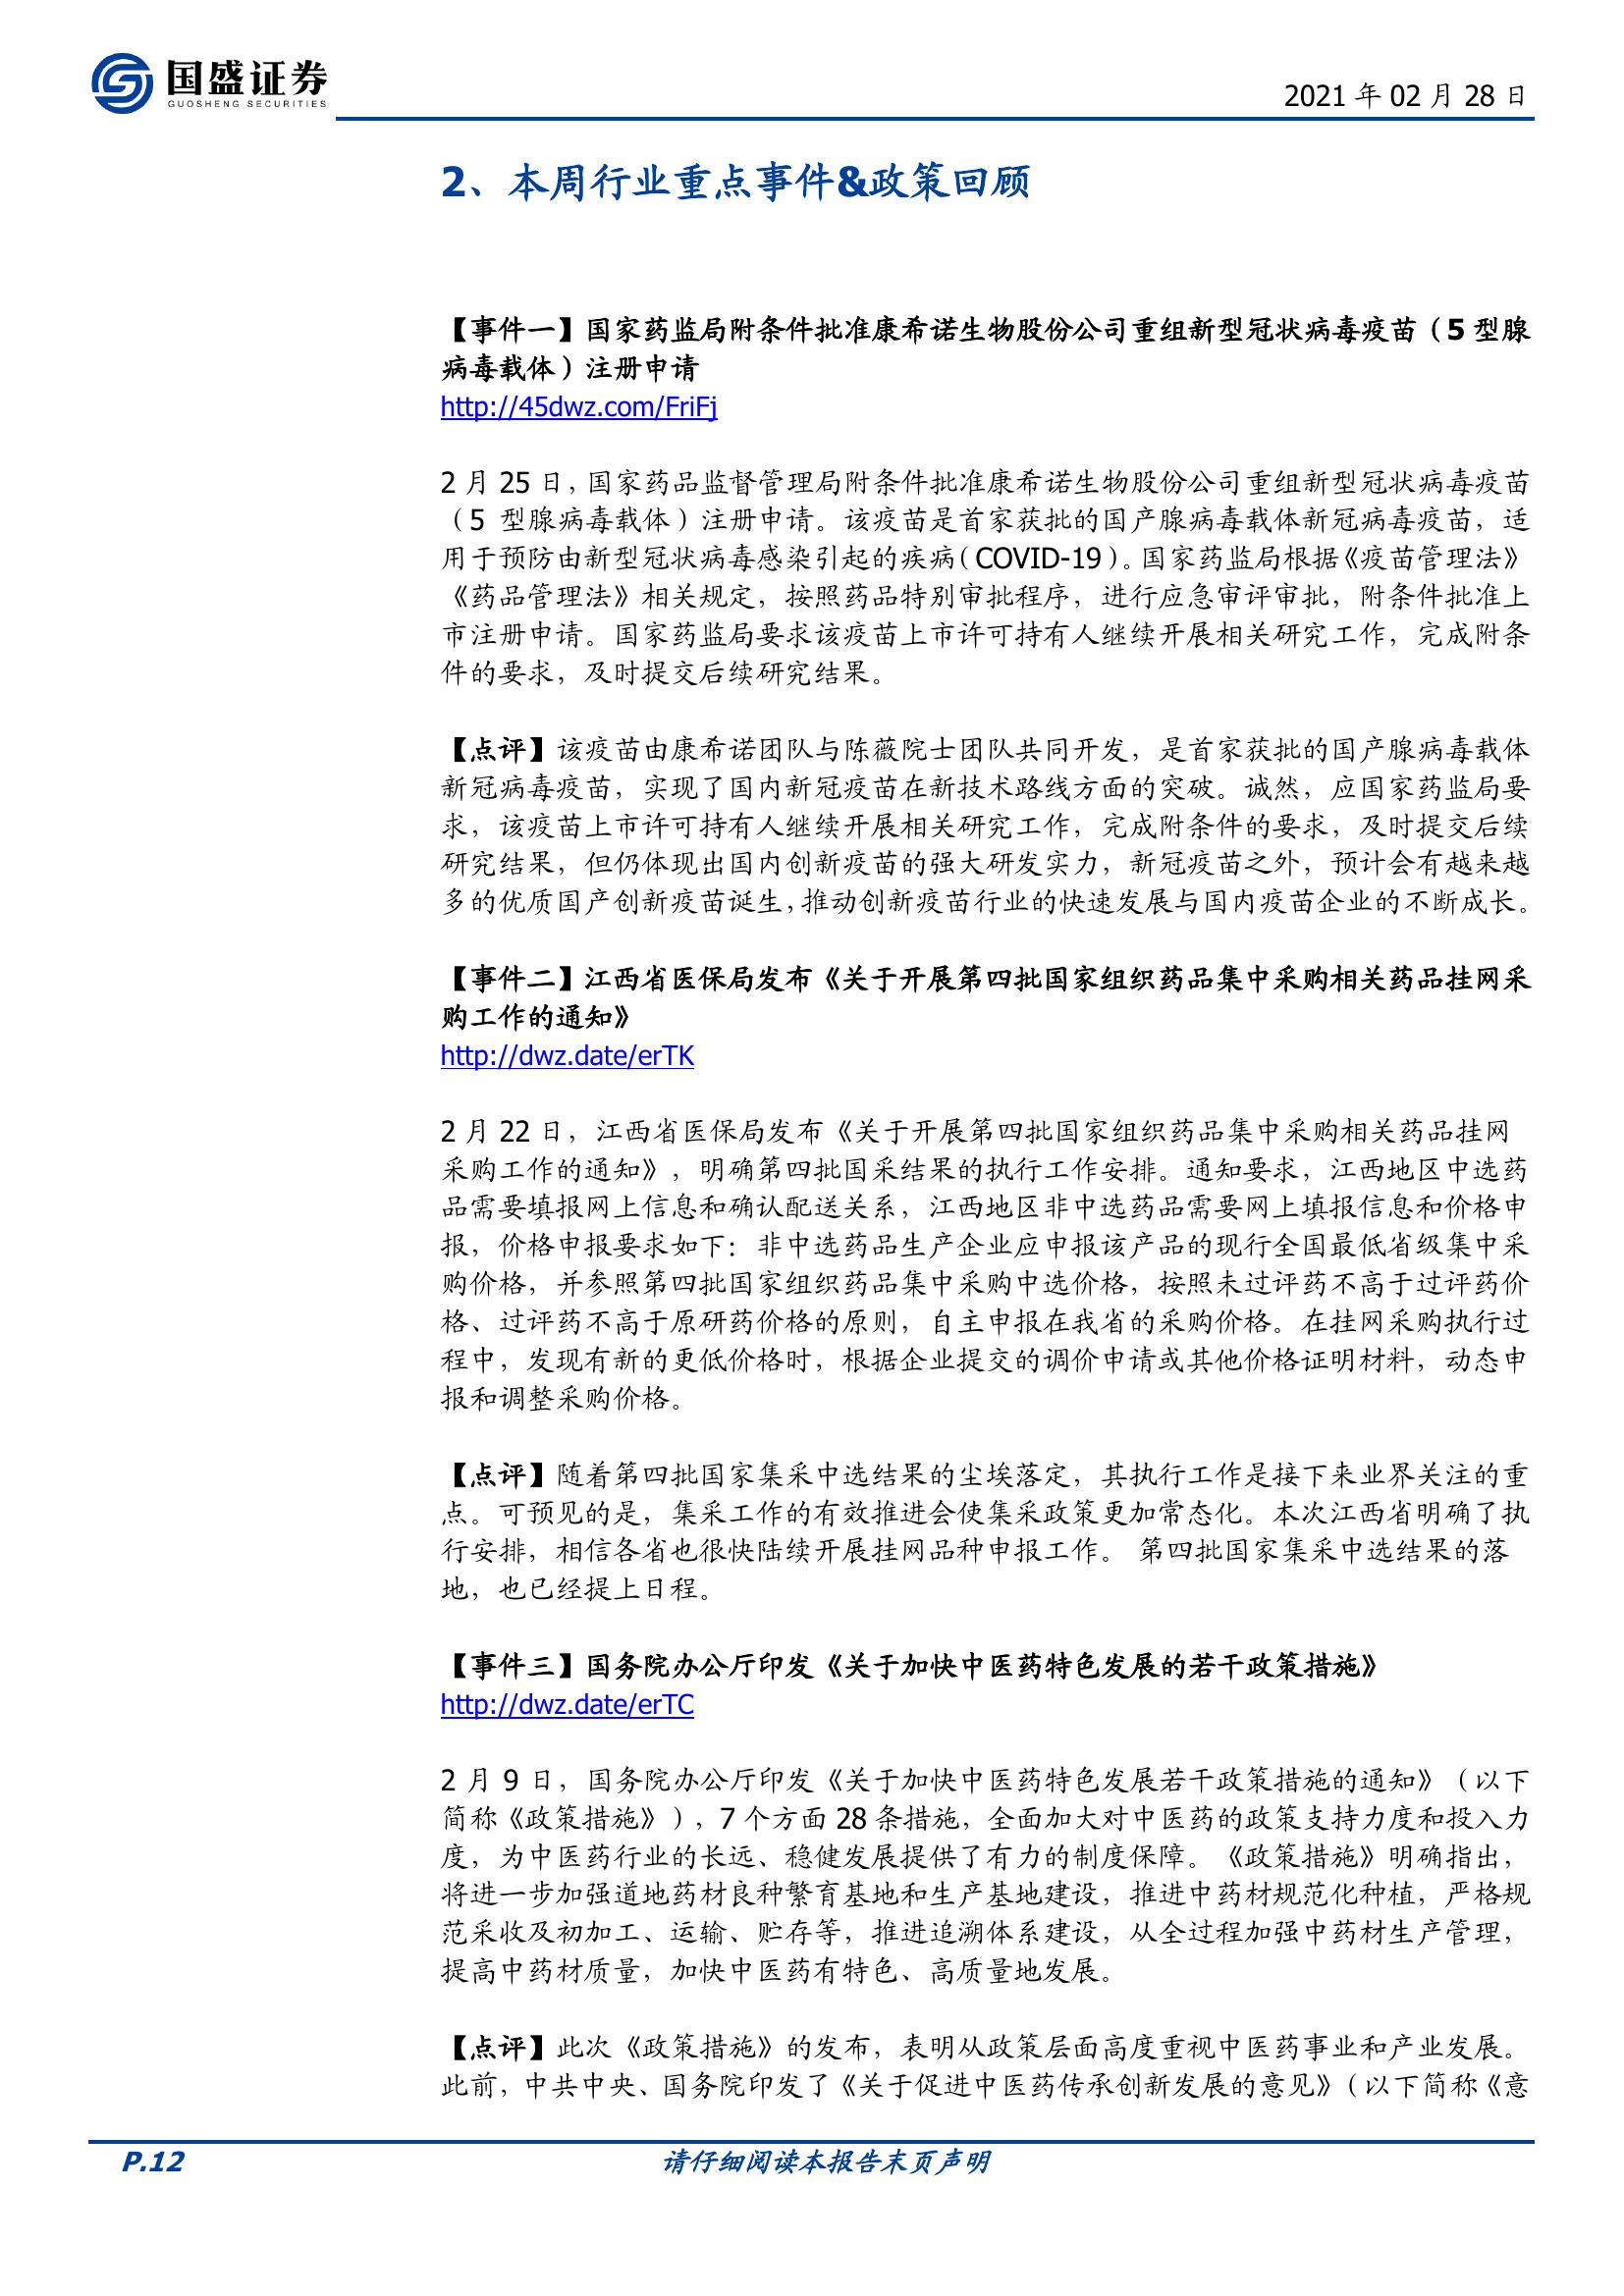 国盛证券
GUOSHENG SECURITIES
2021 年 02 月 28 日
2、本周行业重点事件&政策回顾
【事件一】国家药监局附条件批准康希诺生物股份公司重组新型冠状病毒疫苗（5 型腺
病毒载体）注册申请
http://45dwz.com/FriFj
2 月 25 日，国家药品监督管理局附条件批准康希诺生物股份公司重组新型冠状病毒疫苗
（5 型腺病毒载体）注册申请。该疫苗是首家获批的国产腺病毒载体新冠病毒疫苗，适
用于预防由新型冠状病毒感染引起的疾病（COVID-19）。国家药监局根据《疫苗管理法》
《药品管理法》相关规定，按照药品特别审批程序，进行应急审评审批，附条件批准上
市注册申请。国家药监局要求该疫苗上市许可持有人继续开展相关研究工作，完成附条
件的要求，及时提交后续研究结果。
【点评】该疫苗由康希诺团队与陈薇院士团队共同开发，是首家获批的国产腺病毒载体
新冠病毒疫苗，实现了国内新冠疫苗在新技术路线方面的突破。诚然，应国家药监局要
求，该疫苗上市许可持有人继续开展相关研究工作，完成附条件的要求，及时提交后续
研究结果，但仍体现出国内创新疫苗的强大研发实力，新冠疫苗之外，预计会有越来越
多的优质国产创新疫苗诞生，推动创新疫苗行业的快速发展与国内疫苗企业的不断成长。
【事件二】江西省医保局发布《关于开展第四批国家组织药品集中采购相关药品挂网采
购工作的通知》
http://dwz.date/erTK
2 月 22 日，江西省医保局发布《关于开展第四批国家组织药品集中采购相关药品挂网
采购工作的通知》，明确第四批国采结果的执行工作安排。通知要求，江西地区中选药
品需要填报网上信息和确认配送关系，江西地区非中选药品需要网上填报信息和价格申
报，价格申报要求如下：非中选药品生产企业应申报该产品的现行全国最低省级集中采
购价格，并参照第四批国家组织药品集中采购中选价格，按照未过评药不高于过评药价
格、过评药不高于原研药价格的原则，自主申报在我省的采购价格。在挂网采购执行过
程中，发现有新的更低价格时，根据企业提交的调价申请或其他价格证明材料，动态申
报和调整采购价格。
【点评】随着第四批国家集采中选结果的尘埃落定，其执行工作是接下来业界关注的重
点。可预见的是，集采工作的有效推进会使集采政策更加常态化。本次江西省明确了执
行安排，相信各省也很快陆续开展挂网品种申报工作。 第四批国家集采中选结果的落
地，也已经提上日程。
【事件三】国务院办公厅印发《关于加快中医药特色发展的若干政策措施》
http://dwz.date/erTC
2 月 9 日，国务院办公厅印发《关于加快中医药特色发展若干政策措施的通知》（以下
简称《政策措施》），7 个方面 28 条措施，全面加大对中医药的政策支持力度和投入力
度，为中医药行业的长远、稳健发展提供了有力的制度保障。《政策措施》明确指出，
将进一步加强道地药材良种繁育基地和生产基地建设，推进中药材规范化种植，严格规
范采收及初加工、运输、贮存等，推进追溯体系建设，从全过程加强中药材生产管理，
提高中药材质量，加快中医药有特色、高质量地发展。
【点评】此次《政策措施》的发布，表明从政策层面高度重视中医药事业和产业发展。
此前，中共中央、国务院印发了《关于促进中医药传承创新发展的意见》（以下简称《意
P.12
请仔细阅读本报告末页声明